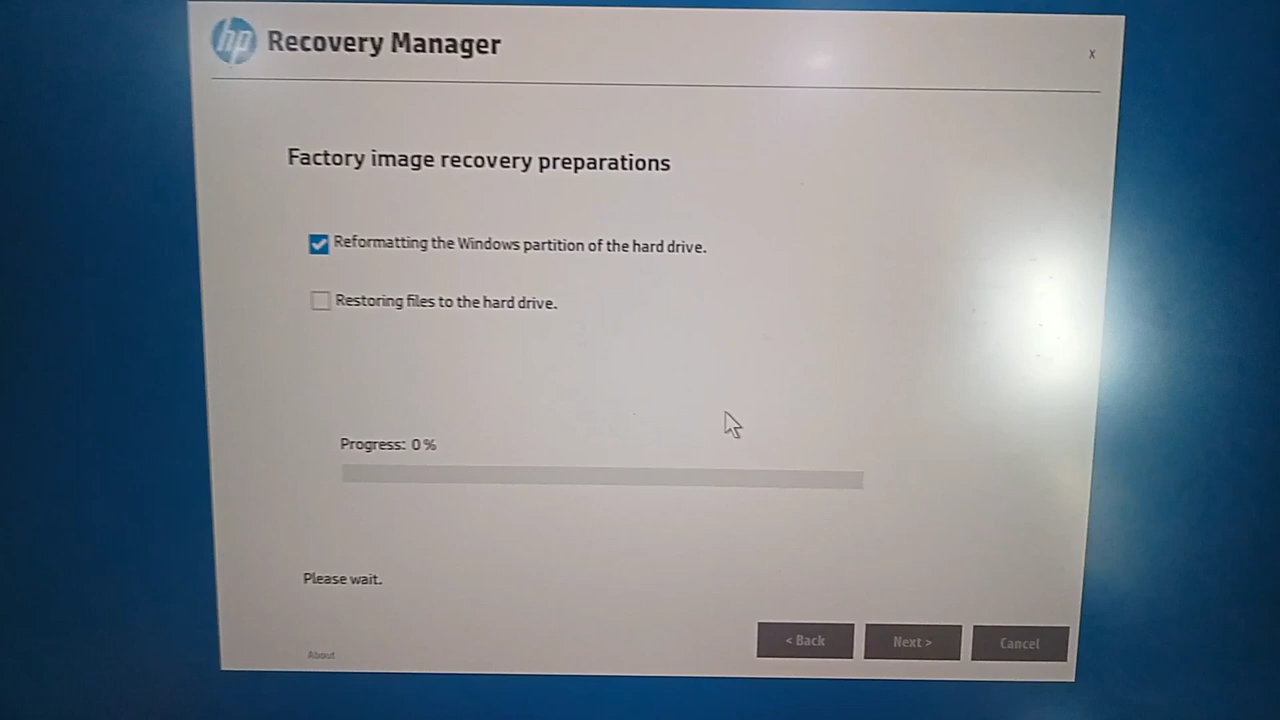 hp Recovery Manager
x
Factory image recovery preparations
Reformatting the Windows partition of the hard drive.
Restoring files to the hard drive.
Progress: 0%
Please wait.
< Back Next > Cancel
About